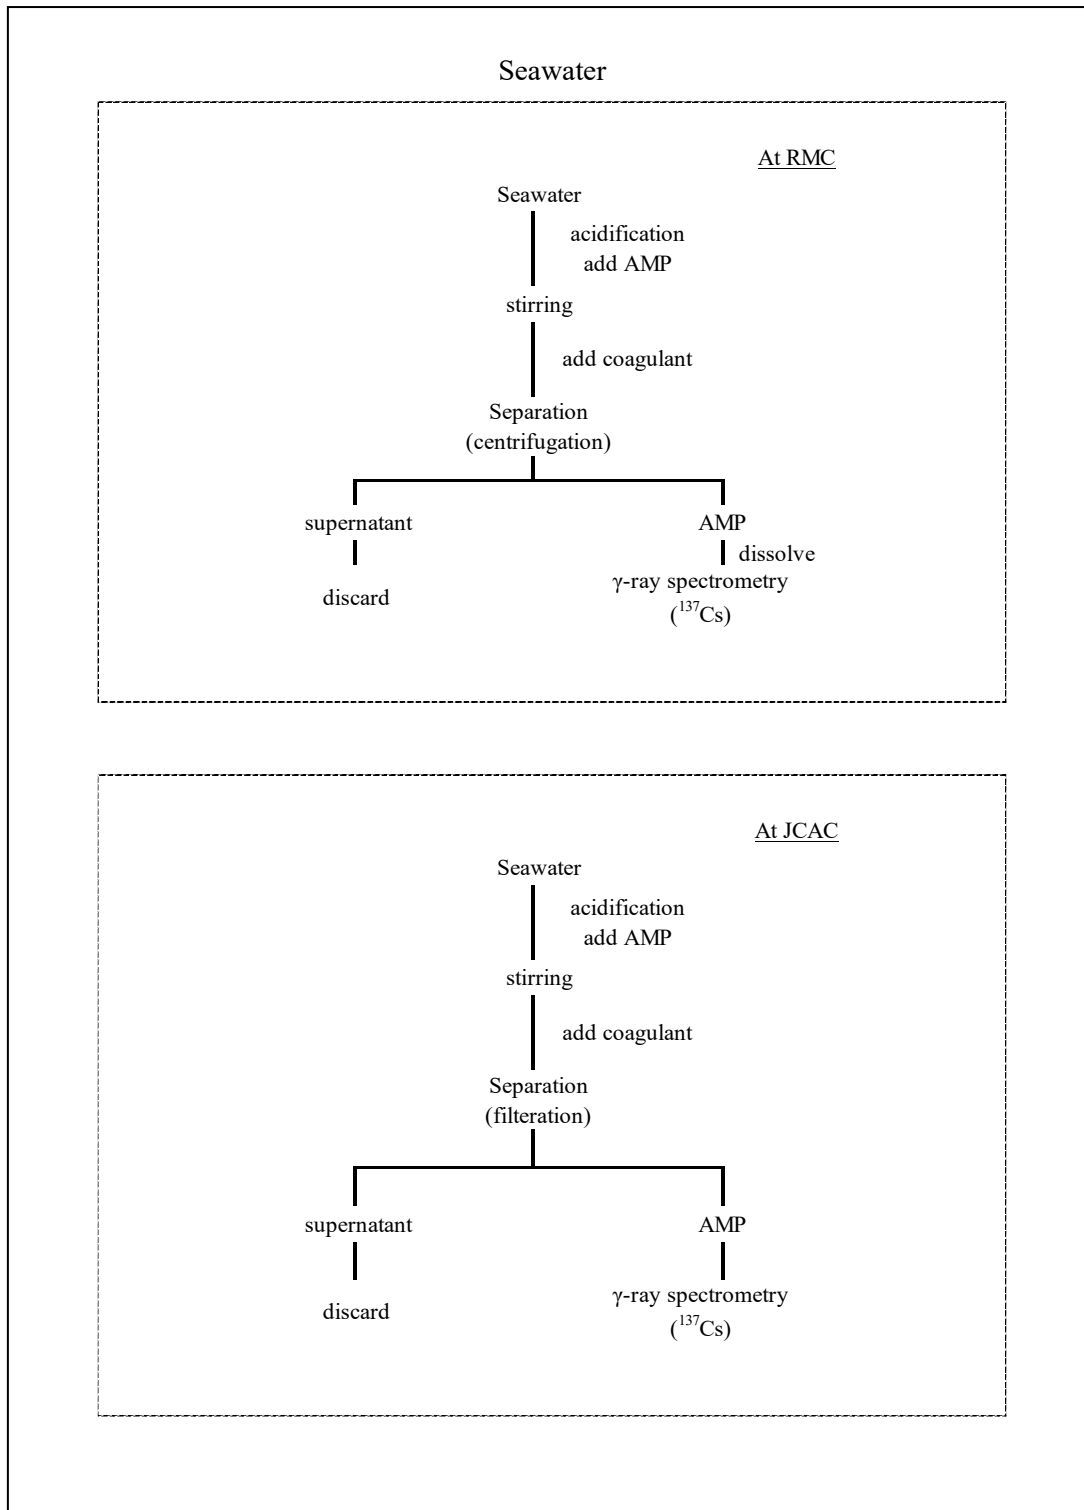 Seawater
At RMC
Seawater
acidification
add AMP
stirring
add coagulant
Separation
(centrifugation)
supernatant
AMP
dissolve
discard
γ-ray spectrometry
(¹³⁷Cs)
At JCAC
Seawater
acidification
add AMP
stirring
add coagulant
Separation
(filteration)
supernatant
AMP
discard
γ-ray spectrometry
(¹³⁷Cs)